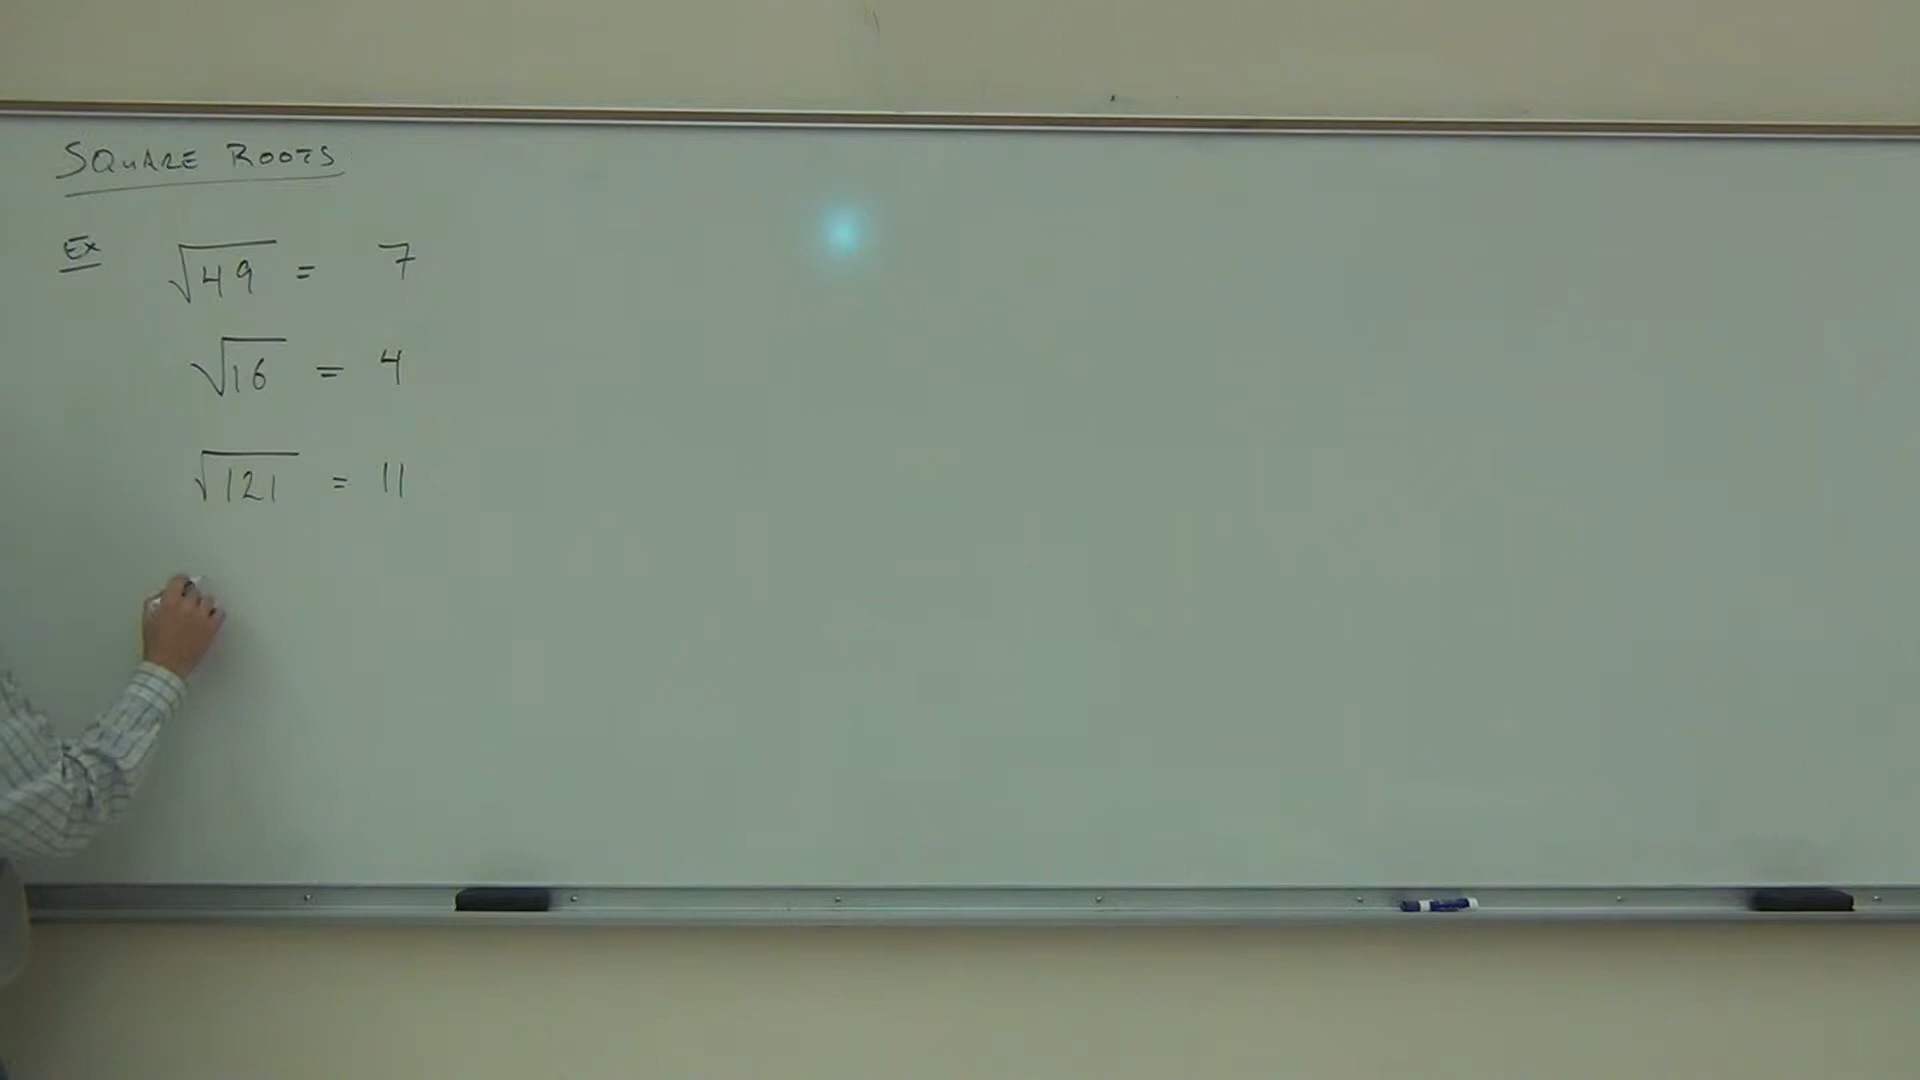 SQUARE ROOTS
Ex √49 = 7
√16 = 4
√121 = 11